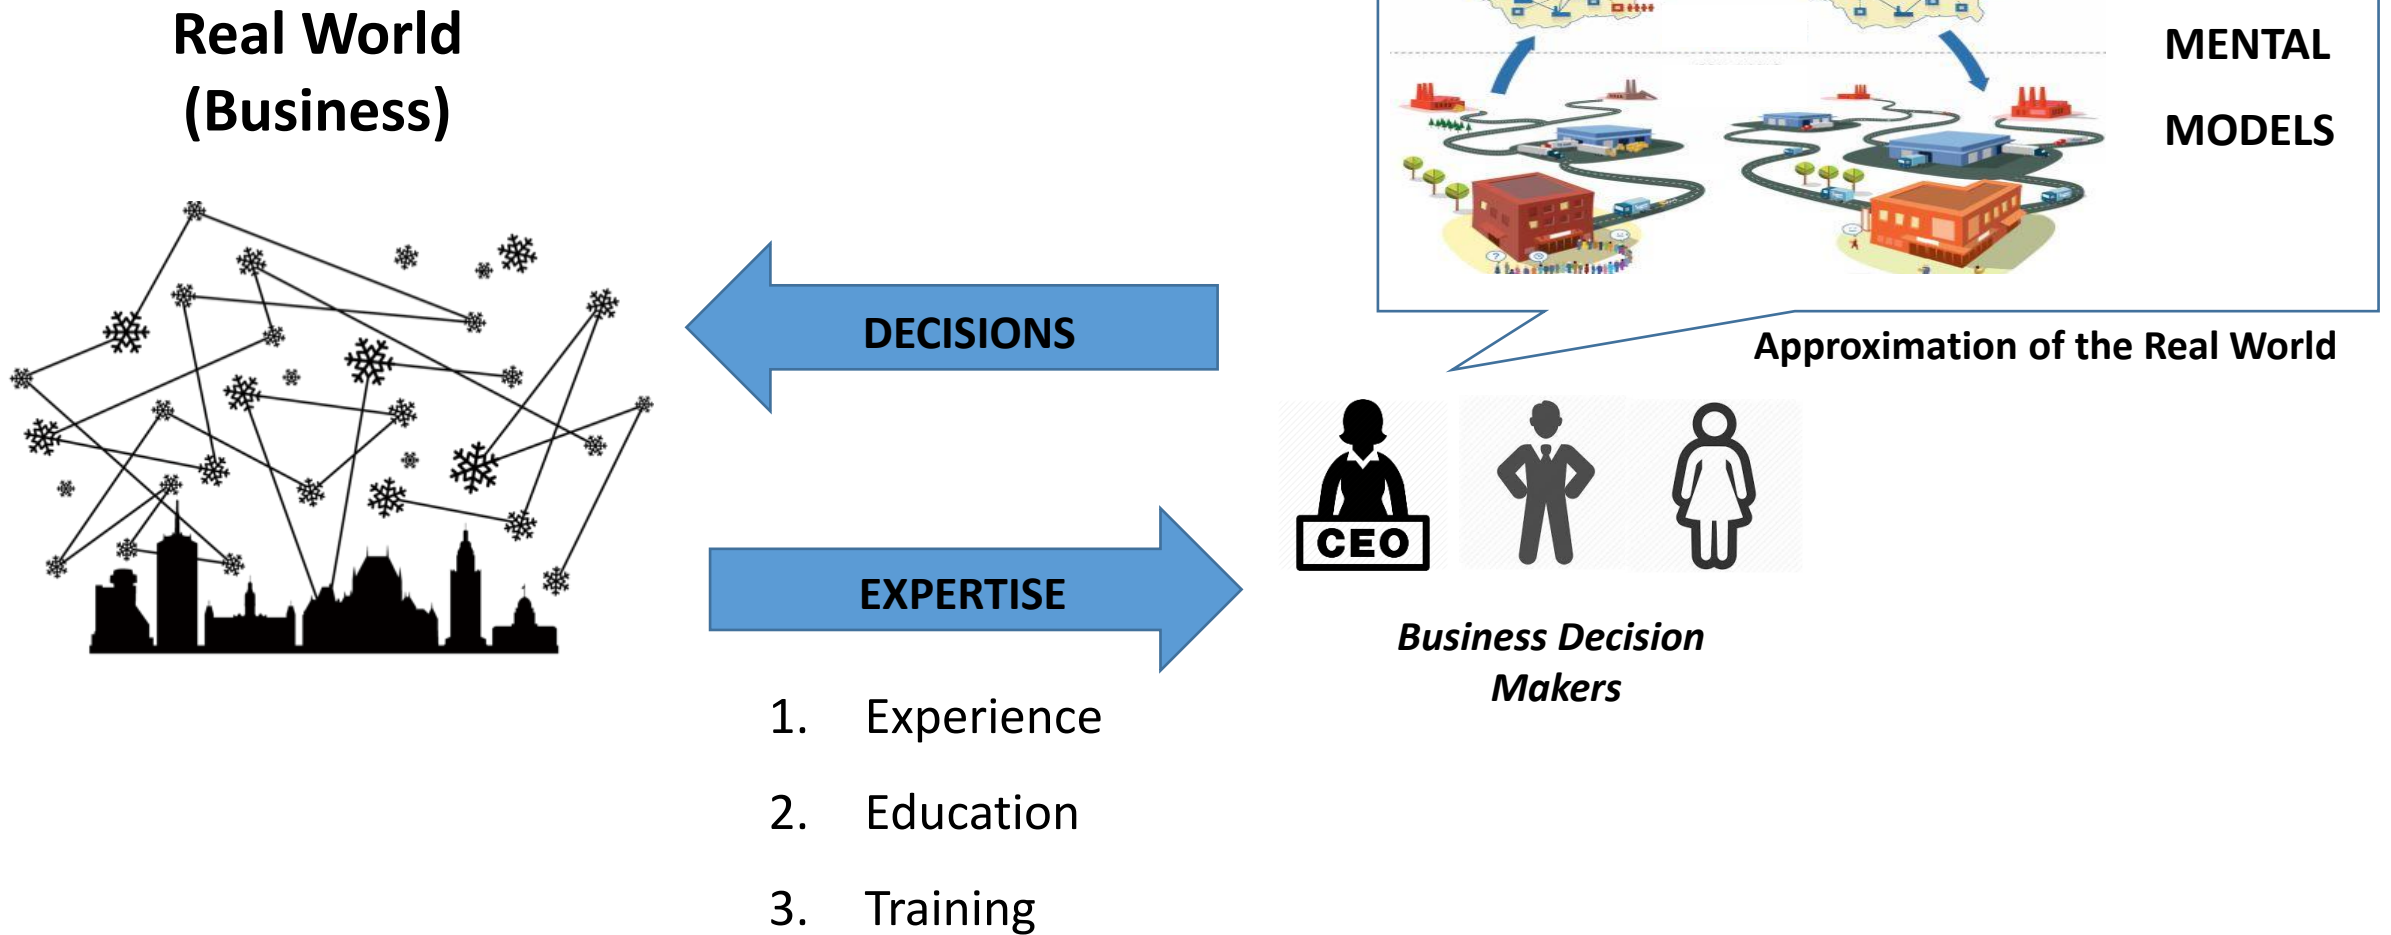 Real World
(Business)
MENTAL
MODELS
Approximation of the Real World
DECISIONS
CEO
EXPERTISE
Business Decision
Makers
1. Experience
2. Education
3. Training